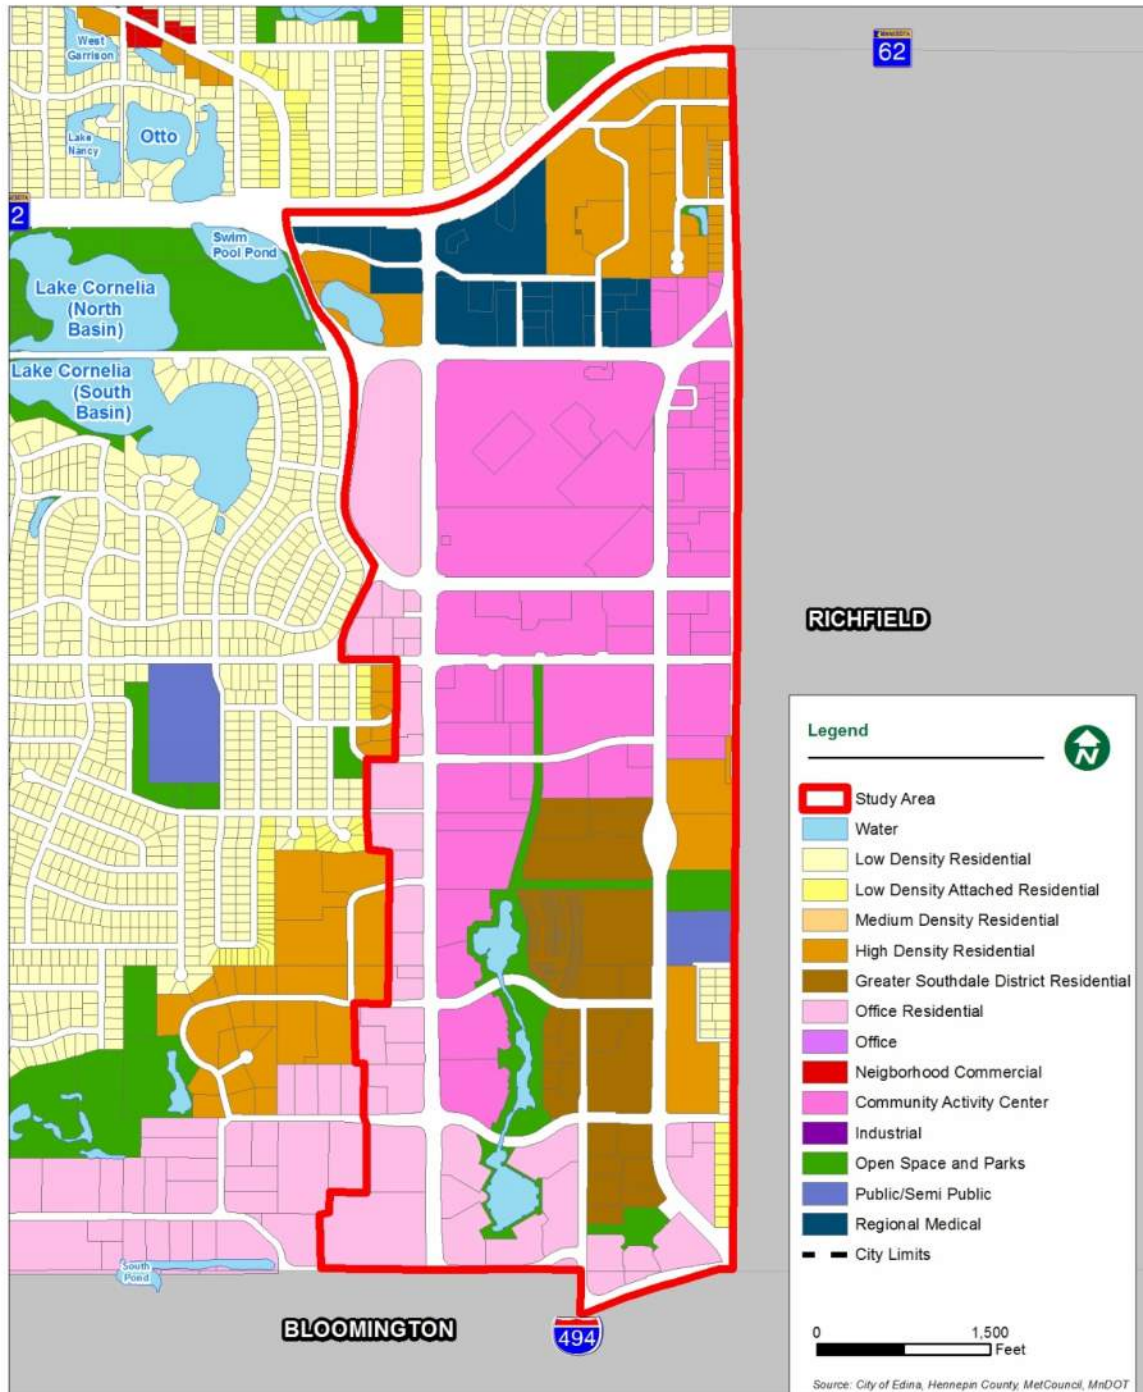 West
Garrison
MINNESOTA
62
Lake
Nancy
Otto
2
Swim
Pool Pond
Lake Cornelia
(North
Basin)
Lake Cornelia
(South
Basin)
RICHFIELD
Legend
N
Study Area
Water
Low Density Residential
Low Density Attached Residential
Medium Density Residential
High Density Residential
Greater Southdale District Residential
Office Residential
Office
Neigborhood Commercial
Community Activity Center
Industrial
Open Space and Parks
Public/Semi Public
Regional Medical
City Limits
0 1,500
Feet
Source: City of Edina, Hennepin County, MetCouncil, MnDOT
South
Pond
BLOOMINGTON
494